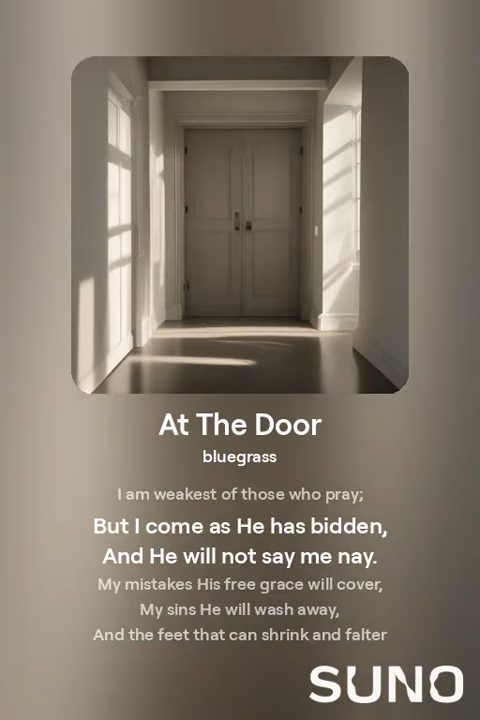 At The Door
bluegrass
I am weakest of those who pray;
But I come as He has bidden,
And He will not say me nay.
My mistakes His free grace will cover,
My sins He will wash away,
And the feet that can shrink and falter
SUNO